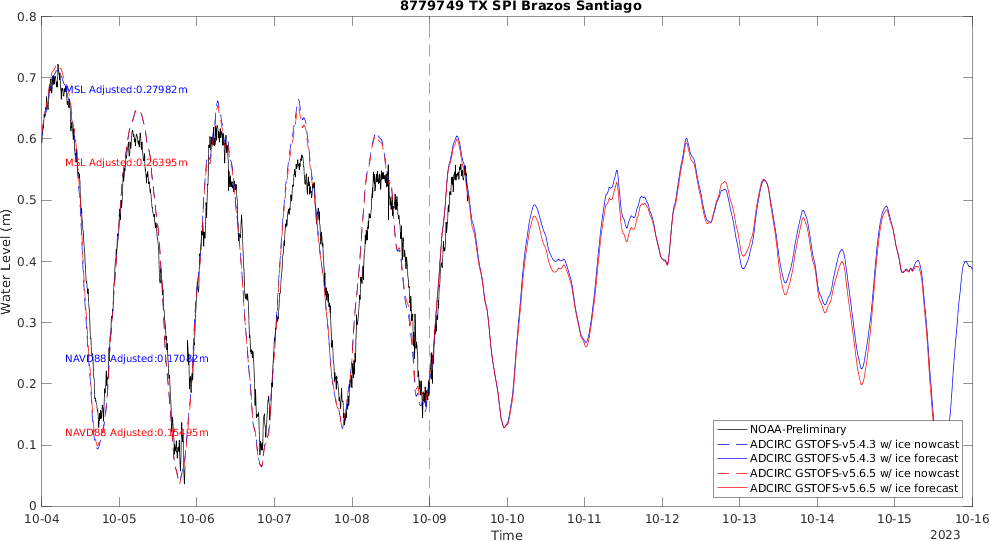 8779749 TX SPI Brazos Santiago
0.8
0.7
0.6
0.5
0.4
0.3
0.2
0.1
0
Water Level (m)
MSL Adjusted:0.27982m
MSL Adjusted:0.26395m
NAVD88 Adjusted:0.17082m
NAVD88 Adjusted:0.15495m
NOAA-Preliminary
ADCIRC GSTOFS-v5.4.3 w/ ice nowcast
ADCIRC GSTOFS-v5.4.3 w/ ice forecast
ADCIRC GSTOFS-v5.6.5 w/ ice nowcast
ADCIRC GSTOFS-v5.6.5 w/ ice forecast
10-04 10-05 10-06 10-07 10-08 10-09 10-10 10-11 10-12 10-13 10-14 10-15 10-16
Time
2023